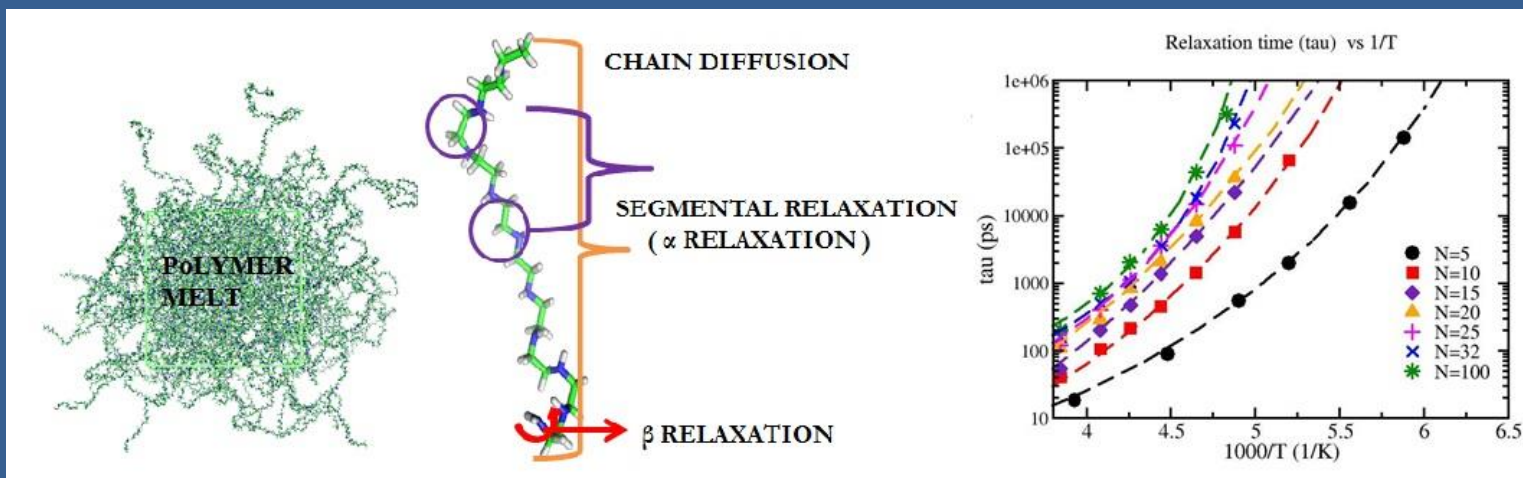 PoLYMER
MELT
CHAIN DIFFUSION
SEGMENTAL RELAXATION
( α RELAXATION )
β RELAXATION
Relaxation time (tau) vs 1/T
1e+06
1e+05
10000
1000
100
10
tau (ps)
N=5
N=10
N=15
N=20
N=25
N=32
N=100
4 4.5 5 5.5 6 6.5
1000/T (1/K)